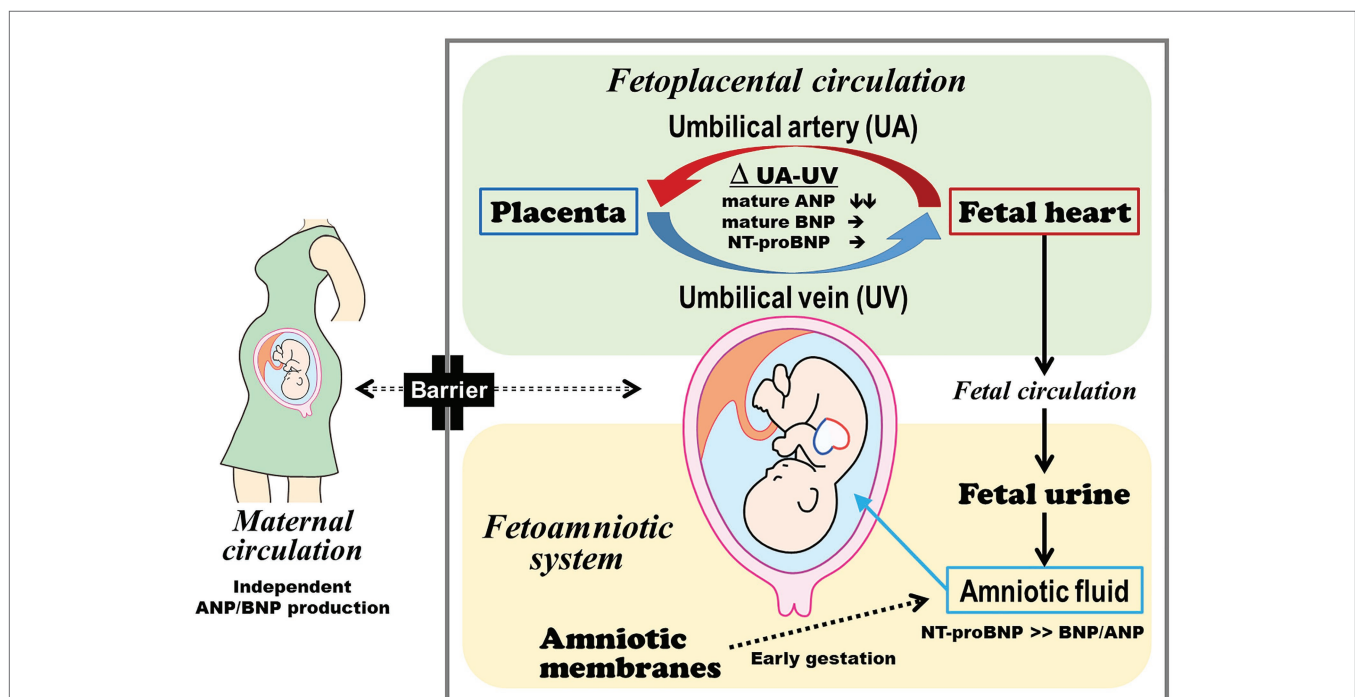 Fetoplacental circulation
Umbilical artery (UA)
Δ UA-UV
mature ANP ↓↓
mature BNP →
NT-proBNP →
Placenta
Fetal heart
Umbilical vein (UV)
Barrier
Fetal circulation
Fetal urine
Maternal
circulation
Independent
ANP/BNP production
Fetoamniotic
system
Amniotic fluid
NT-proBNP >> BNP/ANP
Amniotic
membranes
Early gestation